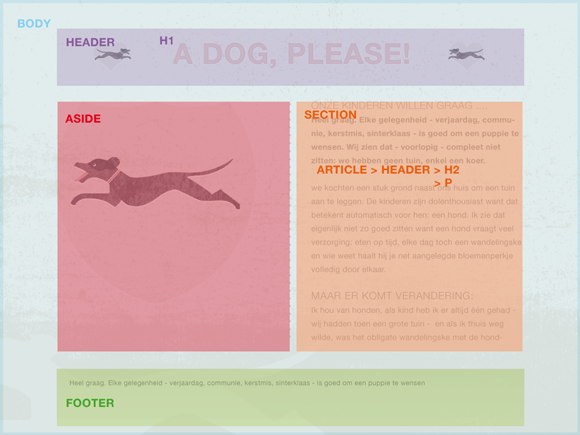 BODY
HEADER
H1
A DOG, PLEASE!
ASIDE
ONZE KINDEREN WILLEN GRAAG ....
SECTION
Heel graag. Elke gelegenheid - verjaardag, commu-
nie, kerstmis, sinterklaas - is goed om een puppie te
wensen. Wij zien dat - voorlopig - compleet niet
zitten: we hebben geen tuin, enkel een koer.
ARTICLE > HEADER > H2
> P
we kochten een stuk grond naast ons huis om een tuin
aan te leggen. De kinderen zijn dolenthousiast want dat
betekent automatisch voor hen: een hond. Ik zie dat
eigenlijk niet zo goed zitten want een hond vraagt veel
verzorging: eten op tijd, elke dag toch een wandelingske
en wie weet haalt hij je net aangelegde bloemenperkje
volledig door elkaar.
MAAR ER KOMT VERANDERING:
Ik hou van honden, als kind heb ik er altijd één gehad -
wij hadden toen een grote tuin - en als ik thuis weg
wilde, was het obligate wandelingske met de hond-
Heel graag. Elke gelegenheid - verjaardag, communie, kerstmis, sinterklaas - is goed om een puppie te wensen
FOOTER